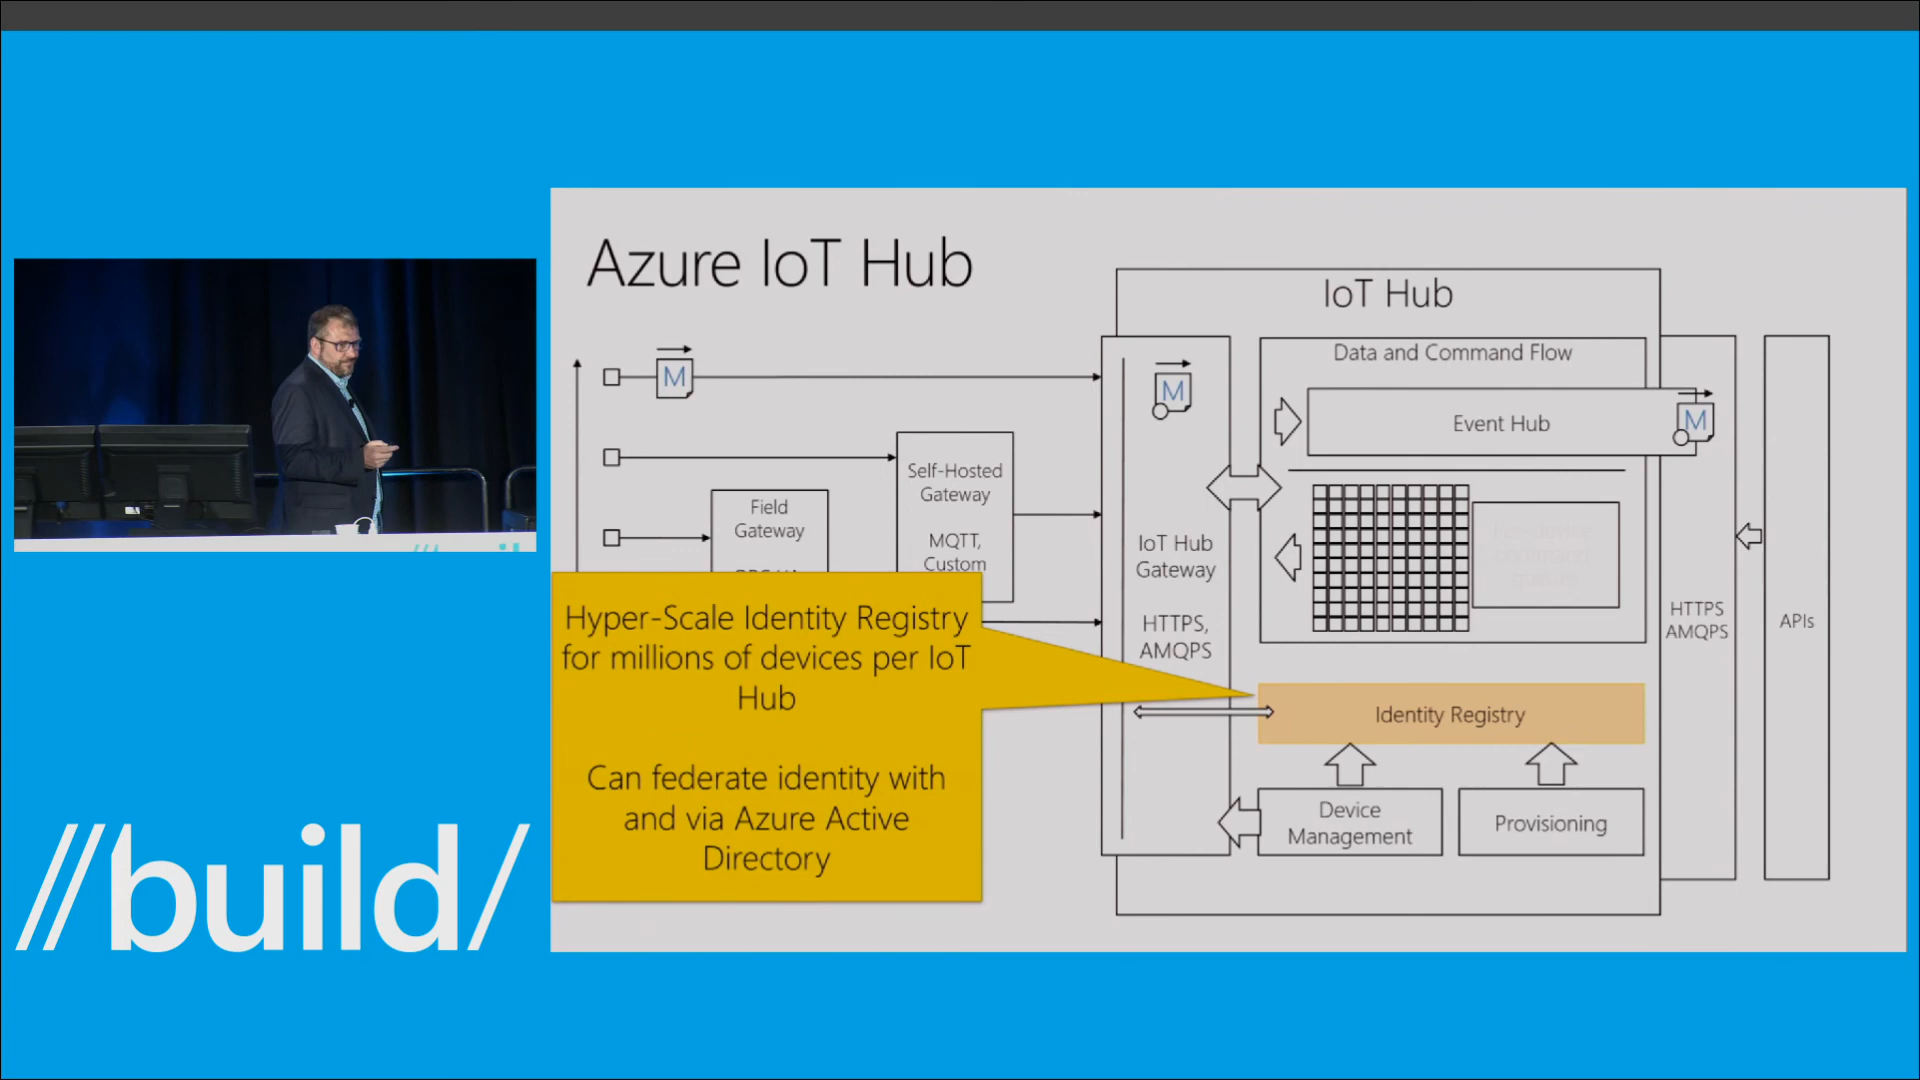 Azure IoT Hub
IoT Hub
Data and Command Flow
M
M
Event Hub
M
Self-Hosted
Gateway
MQTT,
Custom
Field
Gateway
IoT Hub
Gateway
HTTPS,
AMQPS
HTTPS
AMQPS
APIs
Hyper-Scale Identity Registry
for millions of devices per IoT
Hub
Can federate identity with
and via Azure Active
Directory
Identity Registry
Device
Management
Provisioning
//build/